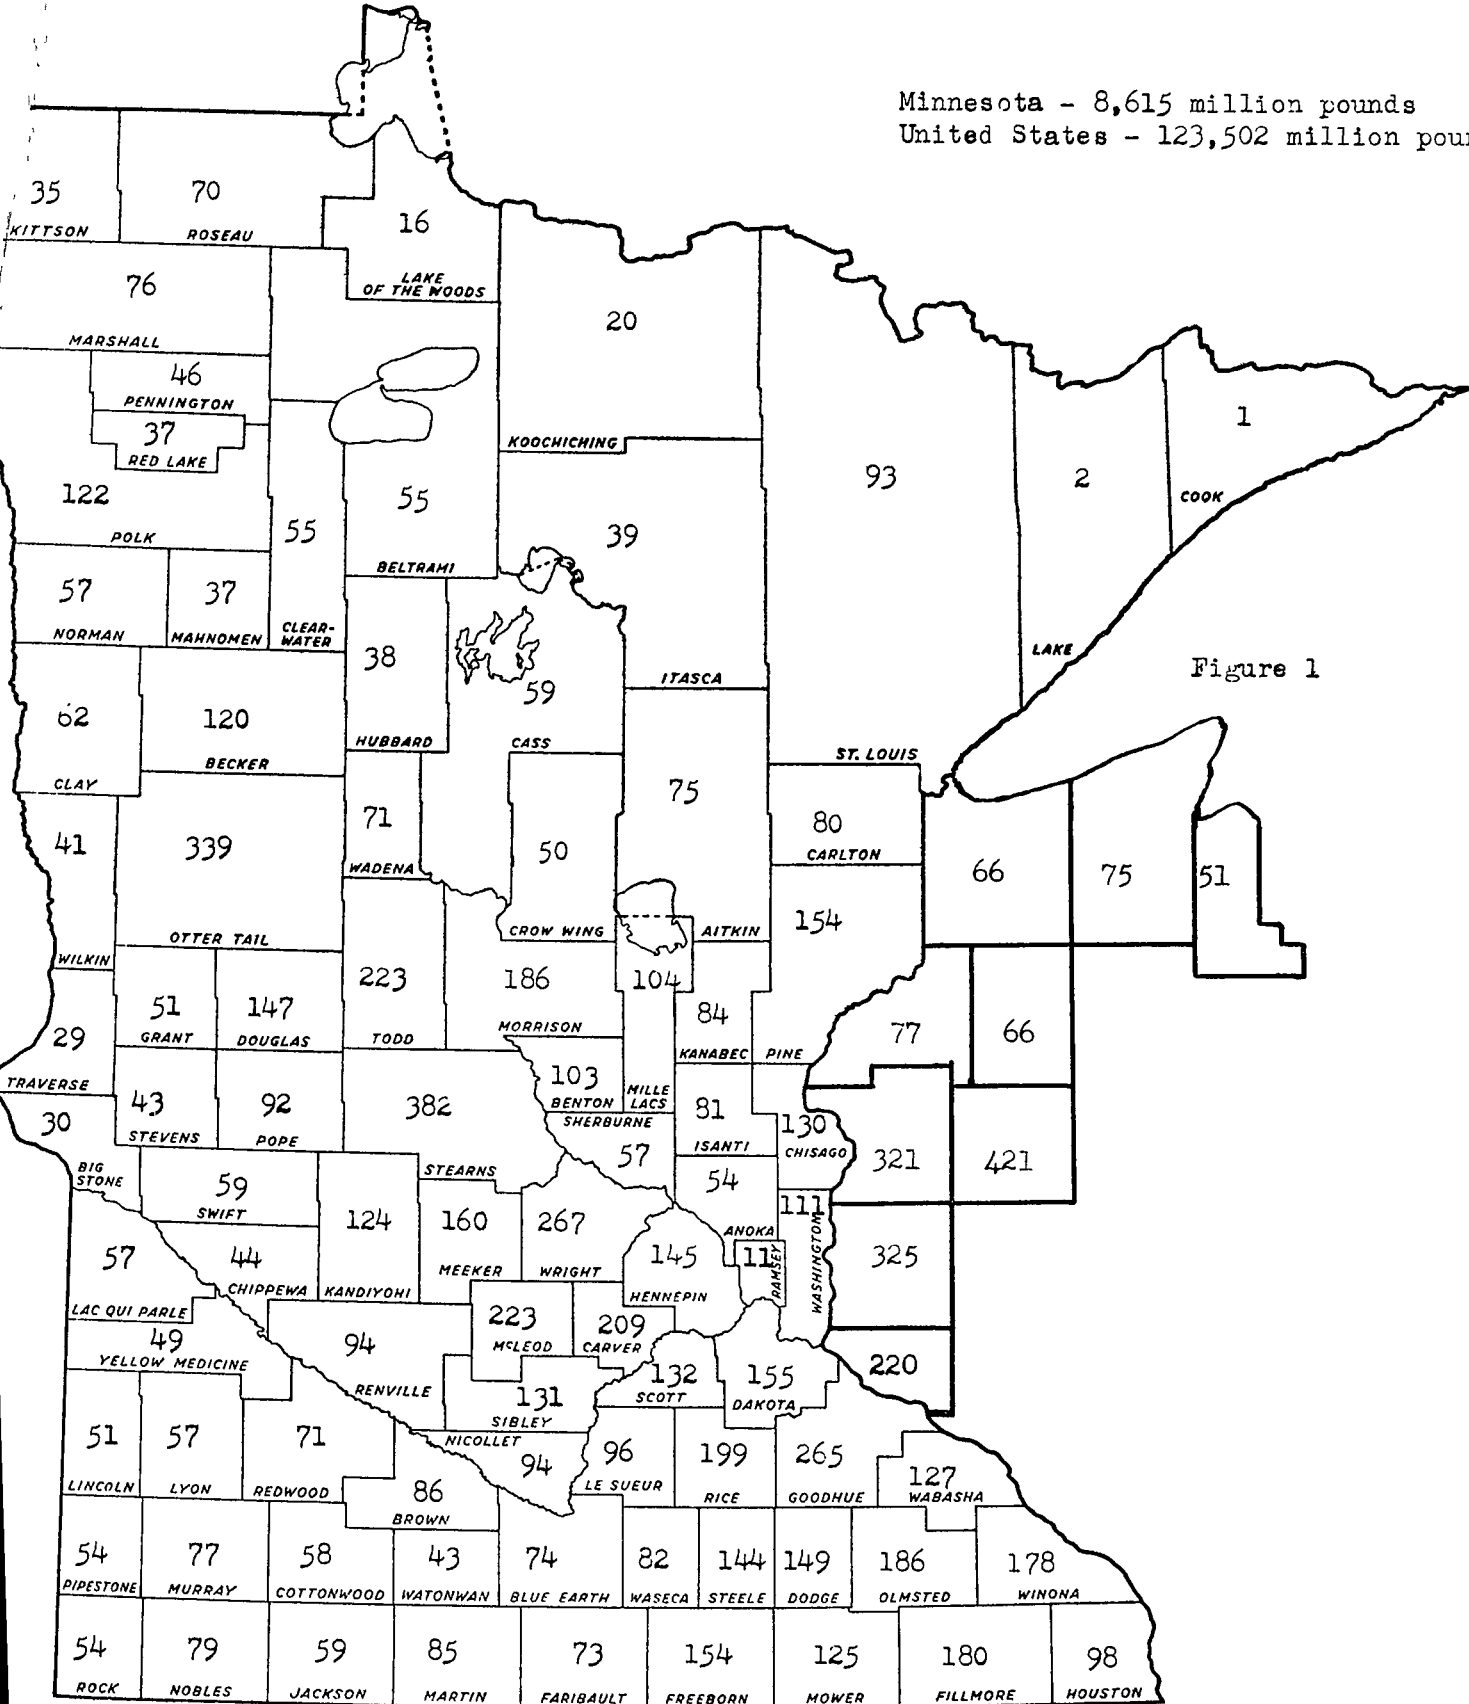 Minnesota - 8,615 million pounds
United States - 123,502 million pou
35
KITTSON
70
ROSEAU
16
LAKE
OF THE WOODS
76
MARSHALL
20
KOOCHICHING
46
PENNINGTON
37
RED LAKE
122
POLK
55
CLEAR-
WATER
55
BELTRAMI
93
ST. LOUIS
2
LAKE
1
COOK
39
ITASCA
57
NORMAN
37
MAHNOMEN
38
HUBBARD
59
CASS
Figure 1
62
CLAY
120
BECKER
71
WADENA
50
CROW WING
75
AITKIN
80
CARLTON
66
75
51
41
WILKIN
339
OTTER TAIL
154
PINE
223
TODD
186
MORRISON
104
MILLE
LACS
84
KANABEC
77
66
29
TRAVERSE
51
GRANT
147
DOUGLAS
30
BIG
STONE
43
STEVENS
92
POPE
382
STEARNS
103
BENTON
SHERBURNE
57
81
ISANTI
130
CHISAGO
321
421
59
SWIFT
124
KANDIYOHI
160
MEEKER
267
WRIGHT
54
ANOKA
111
WASHINGTON
57
LAC QUI PARLE
44
CHIPPEWA
145
HENNEPIN
11
RAMSEY
325
49
YELLOW MEDICINE
94
RENVILLE
223
McLEOD
209
CARVER
132
SCOTT
155
DAKOTA
220
131
SIBLEY
51
LINCOLN
57
LYON
71
REDWOOD
NICOLLET
94
96
LE SUEUR
199
RICE
265
GOODHUE
127
WABASHA
86
BROWN
54
PIPESTONE
77
MURRAY
58
COTTONWOOD
43
WATONWAN
74
BLUE EARTH
82
WASECA
144
STEELE
149
DODGE
186
OLMSTED
178
WINONA
54
ROCK
79
NOBLES
59
JACKSON
85
MARTIN
73
FARIBAULT
154
FREEBORN
125
MOWER
180
FILLMORE
98
HOUSTON